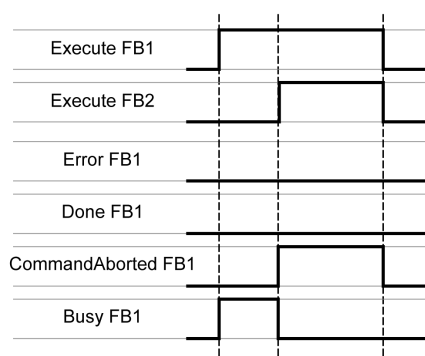 Execute FB1
Execute FB2
Error FB1
Done FB1
CommandAborted FB1
Busy FB1